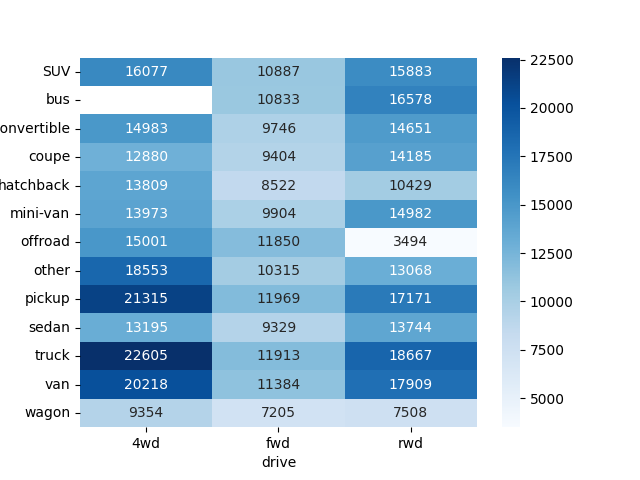 SUV 16077 10887 15883
bus 10833 16578
onvertible 14983 9746 14651
coupe 12880 9404 14185
hatchback 13809 8522 10429
mini-van 13973 9904 14982
offroad 15001 11850 3494
other 18553 10315 13068
pickup 21315 11969 17171
sedan 13195 9329 13744
truck 22605 11913 18667
van 20218 11384 17909
wagon 9354 7205 7508
4wd fwd rwd
drive
22500
20000
17500
15000
12500
10000
7500
5000